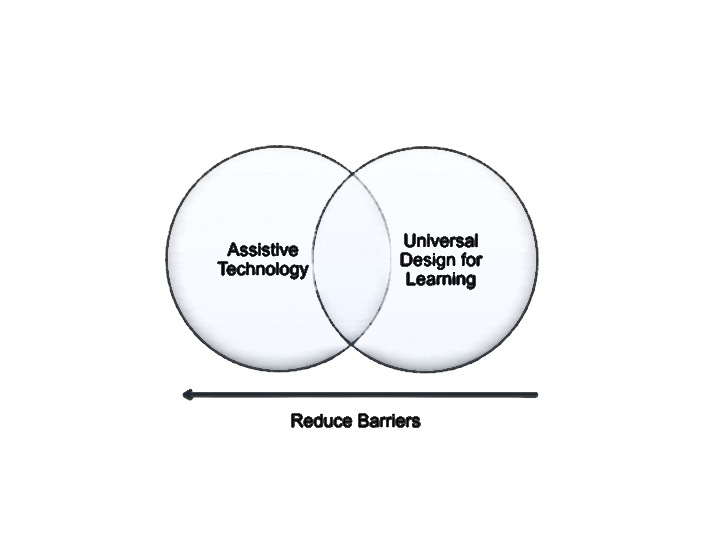 Assistive
Technology
Universal
Design for
Learning
Reduce Barriers